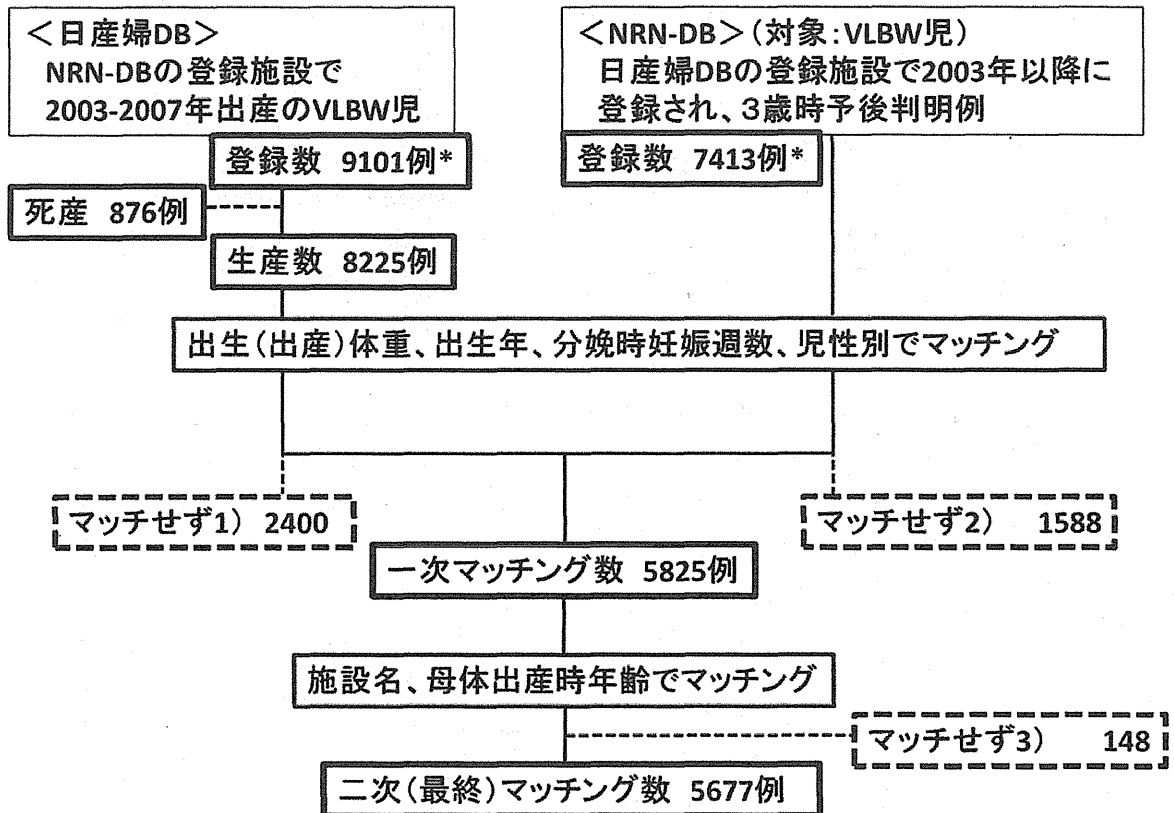 ＜日産婦DB＞
NRN-DBの登録施設で
2003-2007年出産のVLBW児
＜NRN-DB＞（対象：VLBW児）
日産婦DBの登録施設で2003年以降に
登録され、３歳時予後判明例
登録数 9101例*
登録数 7413例*
死産 876例
生産数 8225例
出生（出産）体重、出生年、分娩時妊娠週数、児性別でマッチング
マッチせず1） 2400
マッチせず2） 1588
一次マッチング数 5825例
施設名、母体出産時年齢でマッチング
マッチせず3） 148
二次（最終）マッチング数 5677例